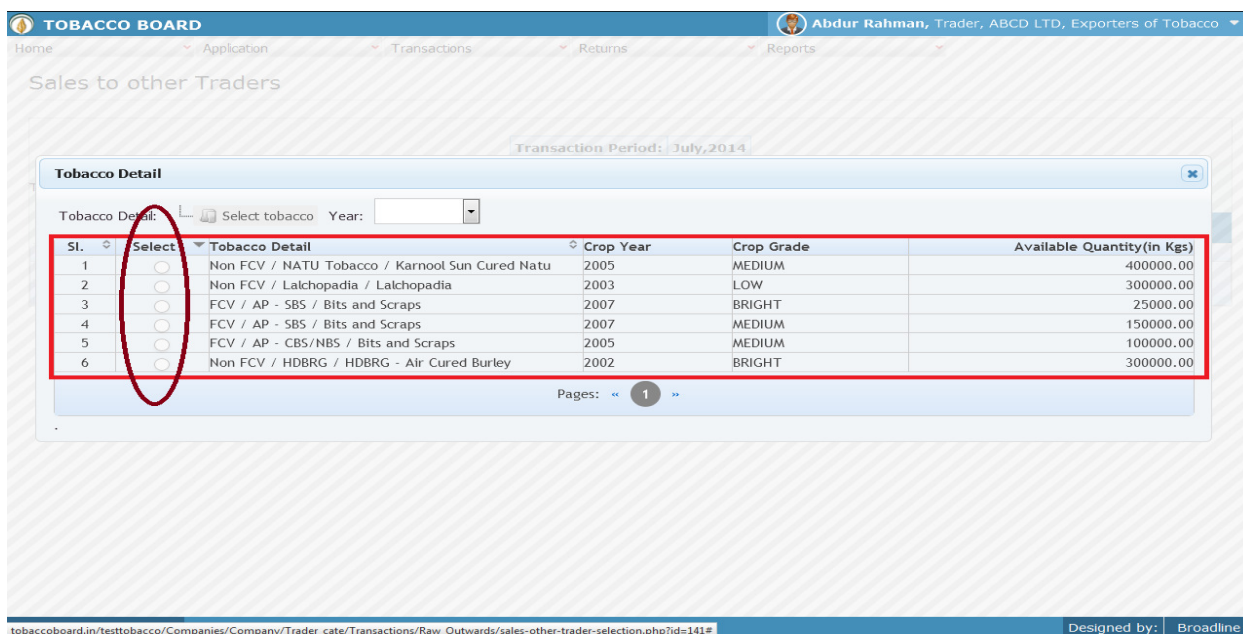 TOBACCO BOARD Abdur Rahman, Trader, ABCD LTD, Exporters of Tobacco
Home Application Transactions Returns Reports
Sales to other Traders
Transaction Period: July,2014
Tobacco Detail
Tobacco Detail: Select tobacco Year:
Sl. Select Tobacco Detail Crop Year Crop Grade Available Quantity(in Kgs)
1 Non FCV / NATU Tobacco / Karnool Sun Cured Natu 2005 MEDIUM 400000.00
2 Non FCV / Lalchopadia / Lalchopadia 2003 LOW 300000.00
3 FCV / AP - SBS / Bits and Scraps 2007 BRIGHT 25000.00
4 FCV / AP - SBS / Bits and Scraps 2007 MEDIUM 150000.00
5 FCV / AP - CBS/NBS / Bits and Scraps 2005 MEDIUM 100000.00
6 Non FCV / HDBRG / HDBRG - Air Cured Burley 2002 BRIGHT 300000.00
Pages: « 1 »
.
tobaccoboard.in/testtobacco/Companies/Company/Trader_cate/Transactions/Raw_Outwards/sales-other-trader-selection.php?id=141# Designed by: Broadline